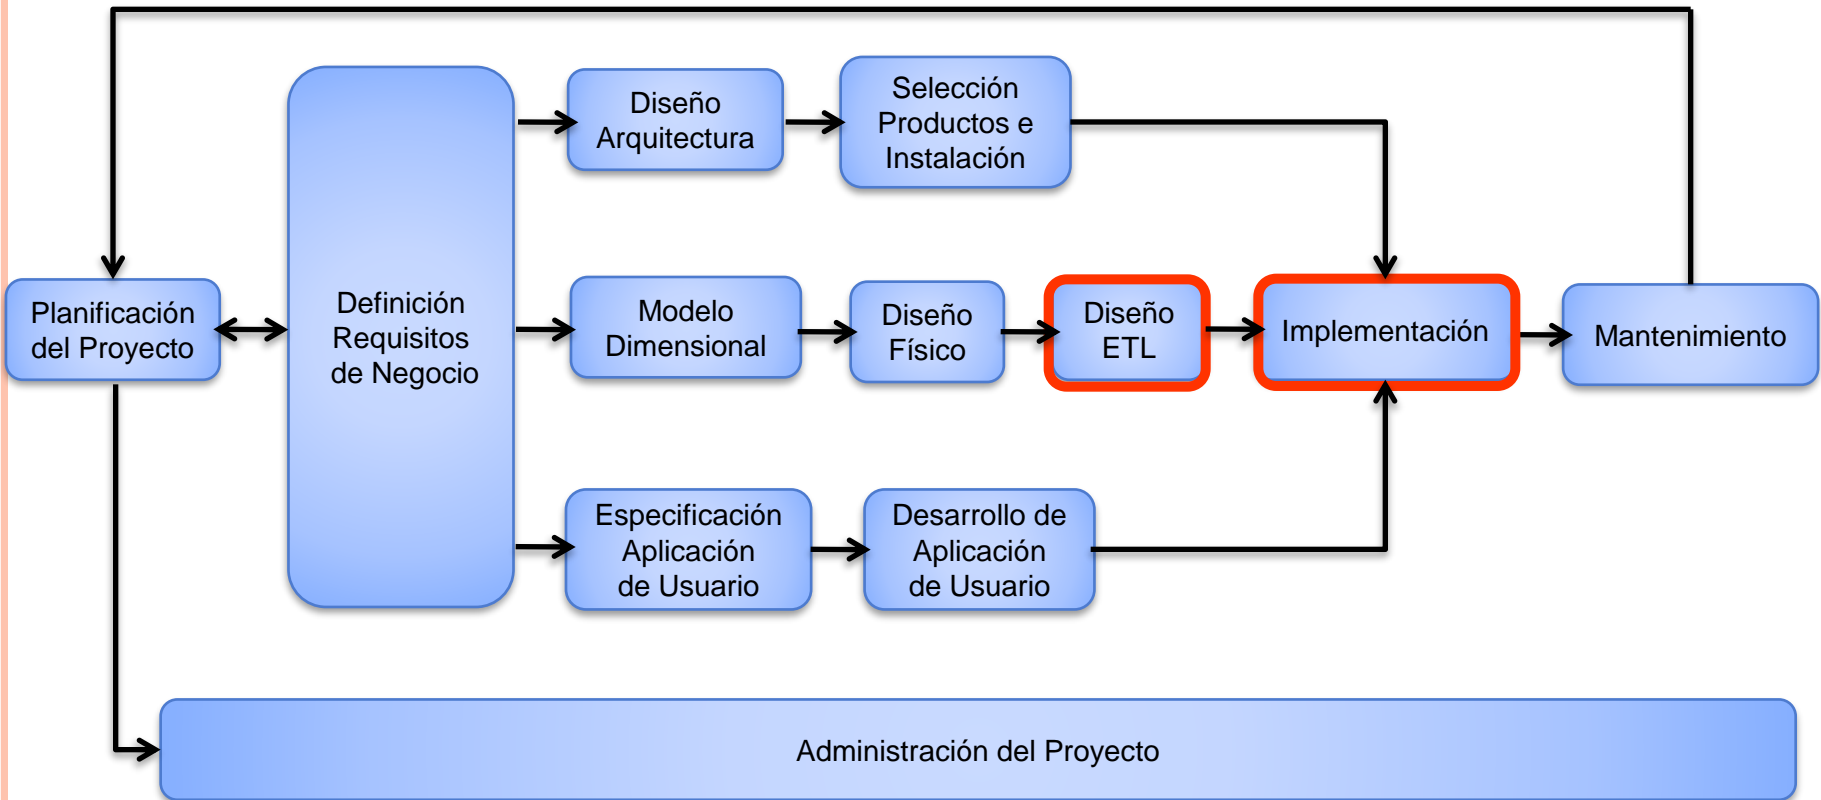 Diseño
Arquitectura
Selección
Productos e
Instalación
Planificación
del Proyecto
Definición
Requisitos
de Negocio
Modelo
Dimensional
Diseño
Físico
Diseño
ETL
Implementación
Mantenimiento
Especificación
Aplicación
de Usuario
Desarrollo de
Aplicación
de Usuario
Administración del Proyecto